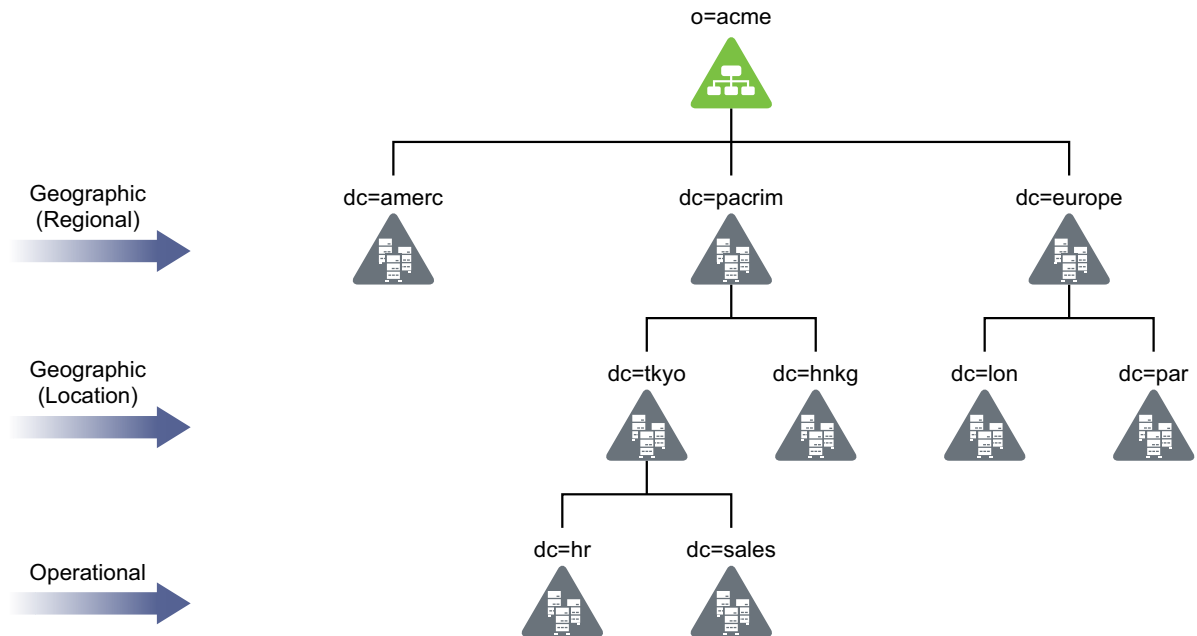 o=acme
Geographic
(Regional)
dc=amerc
dc=pacrim
dc=europe
Geographic
(Location)
dc=tkyo
dc=hnkg
dc=lon
dc=par
Operational
dc=hr
dc=sales